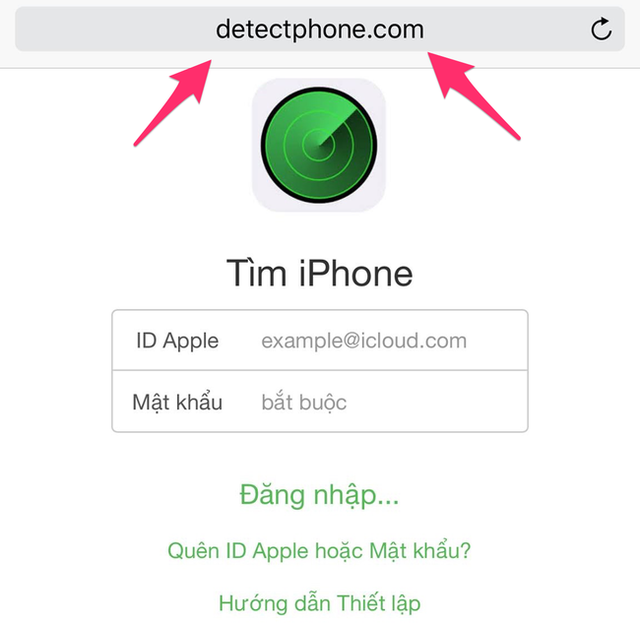 detectphone.com
Tìm iPhone
ID Apple example@icloud.com
Mật khẩu bắt buộc
Đăng nhập...
Quên ID Apple hoặc Mật khẩu?
Hướng dẫn Thiết lập